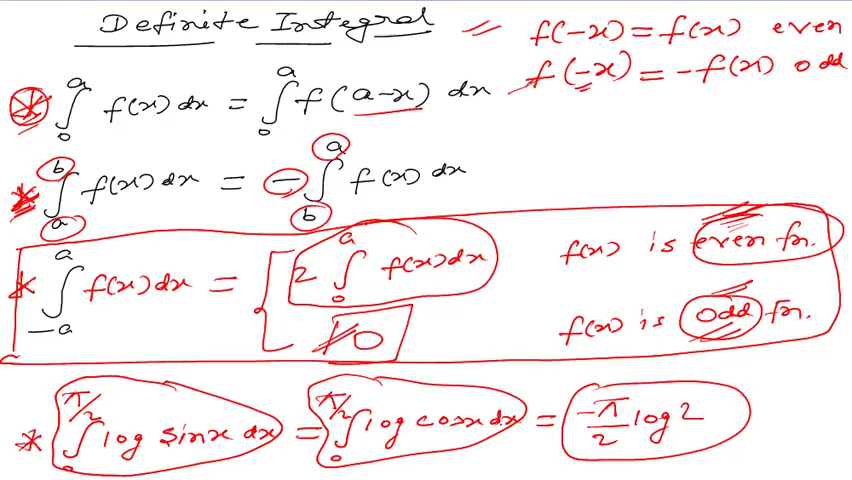 Definite Integral
f(-x) = f(x) even
f(-x) = -f(x) odd
* ∫₀ᵃ f(x) dx = ∫₀ᵃ f(a-x) dx
* ∫ₐᵇ f(x) dx = - ∫_b^a f(x) dx
* ∫₋ₐᵃ f(x) dx = { 2 ∫₀ᵃ f(x) dx f(x) is even fn.
0 f(x) is odd fn.
* ∫₀^(π/2) log sinx dx = ∫₀^(π/2) log cosx dx = -π/2 log 2